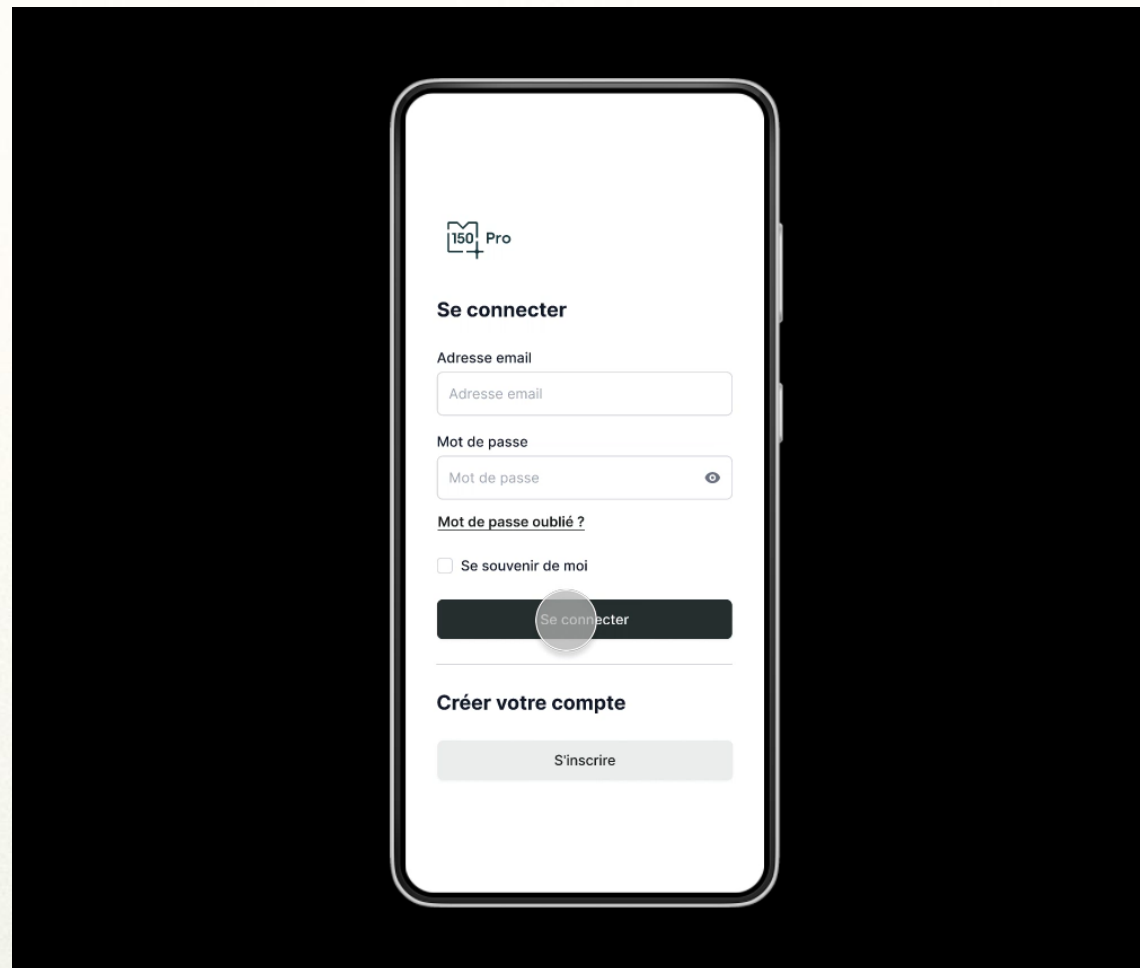 150 Pro
Se connecter
Adresse email
Adresse email
Mot de passe
Mot de passe
Mot de passe oublié ?
Se souvenir de moi
Se connecter
Créer votre compte
S'inscrire